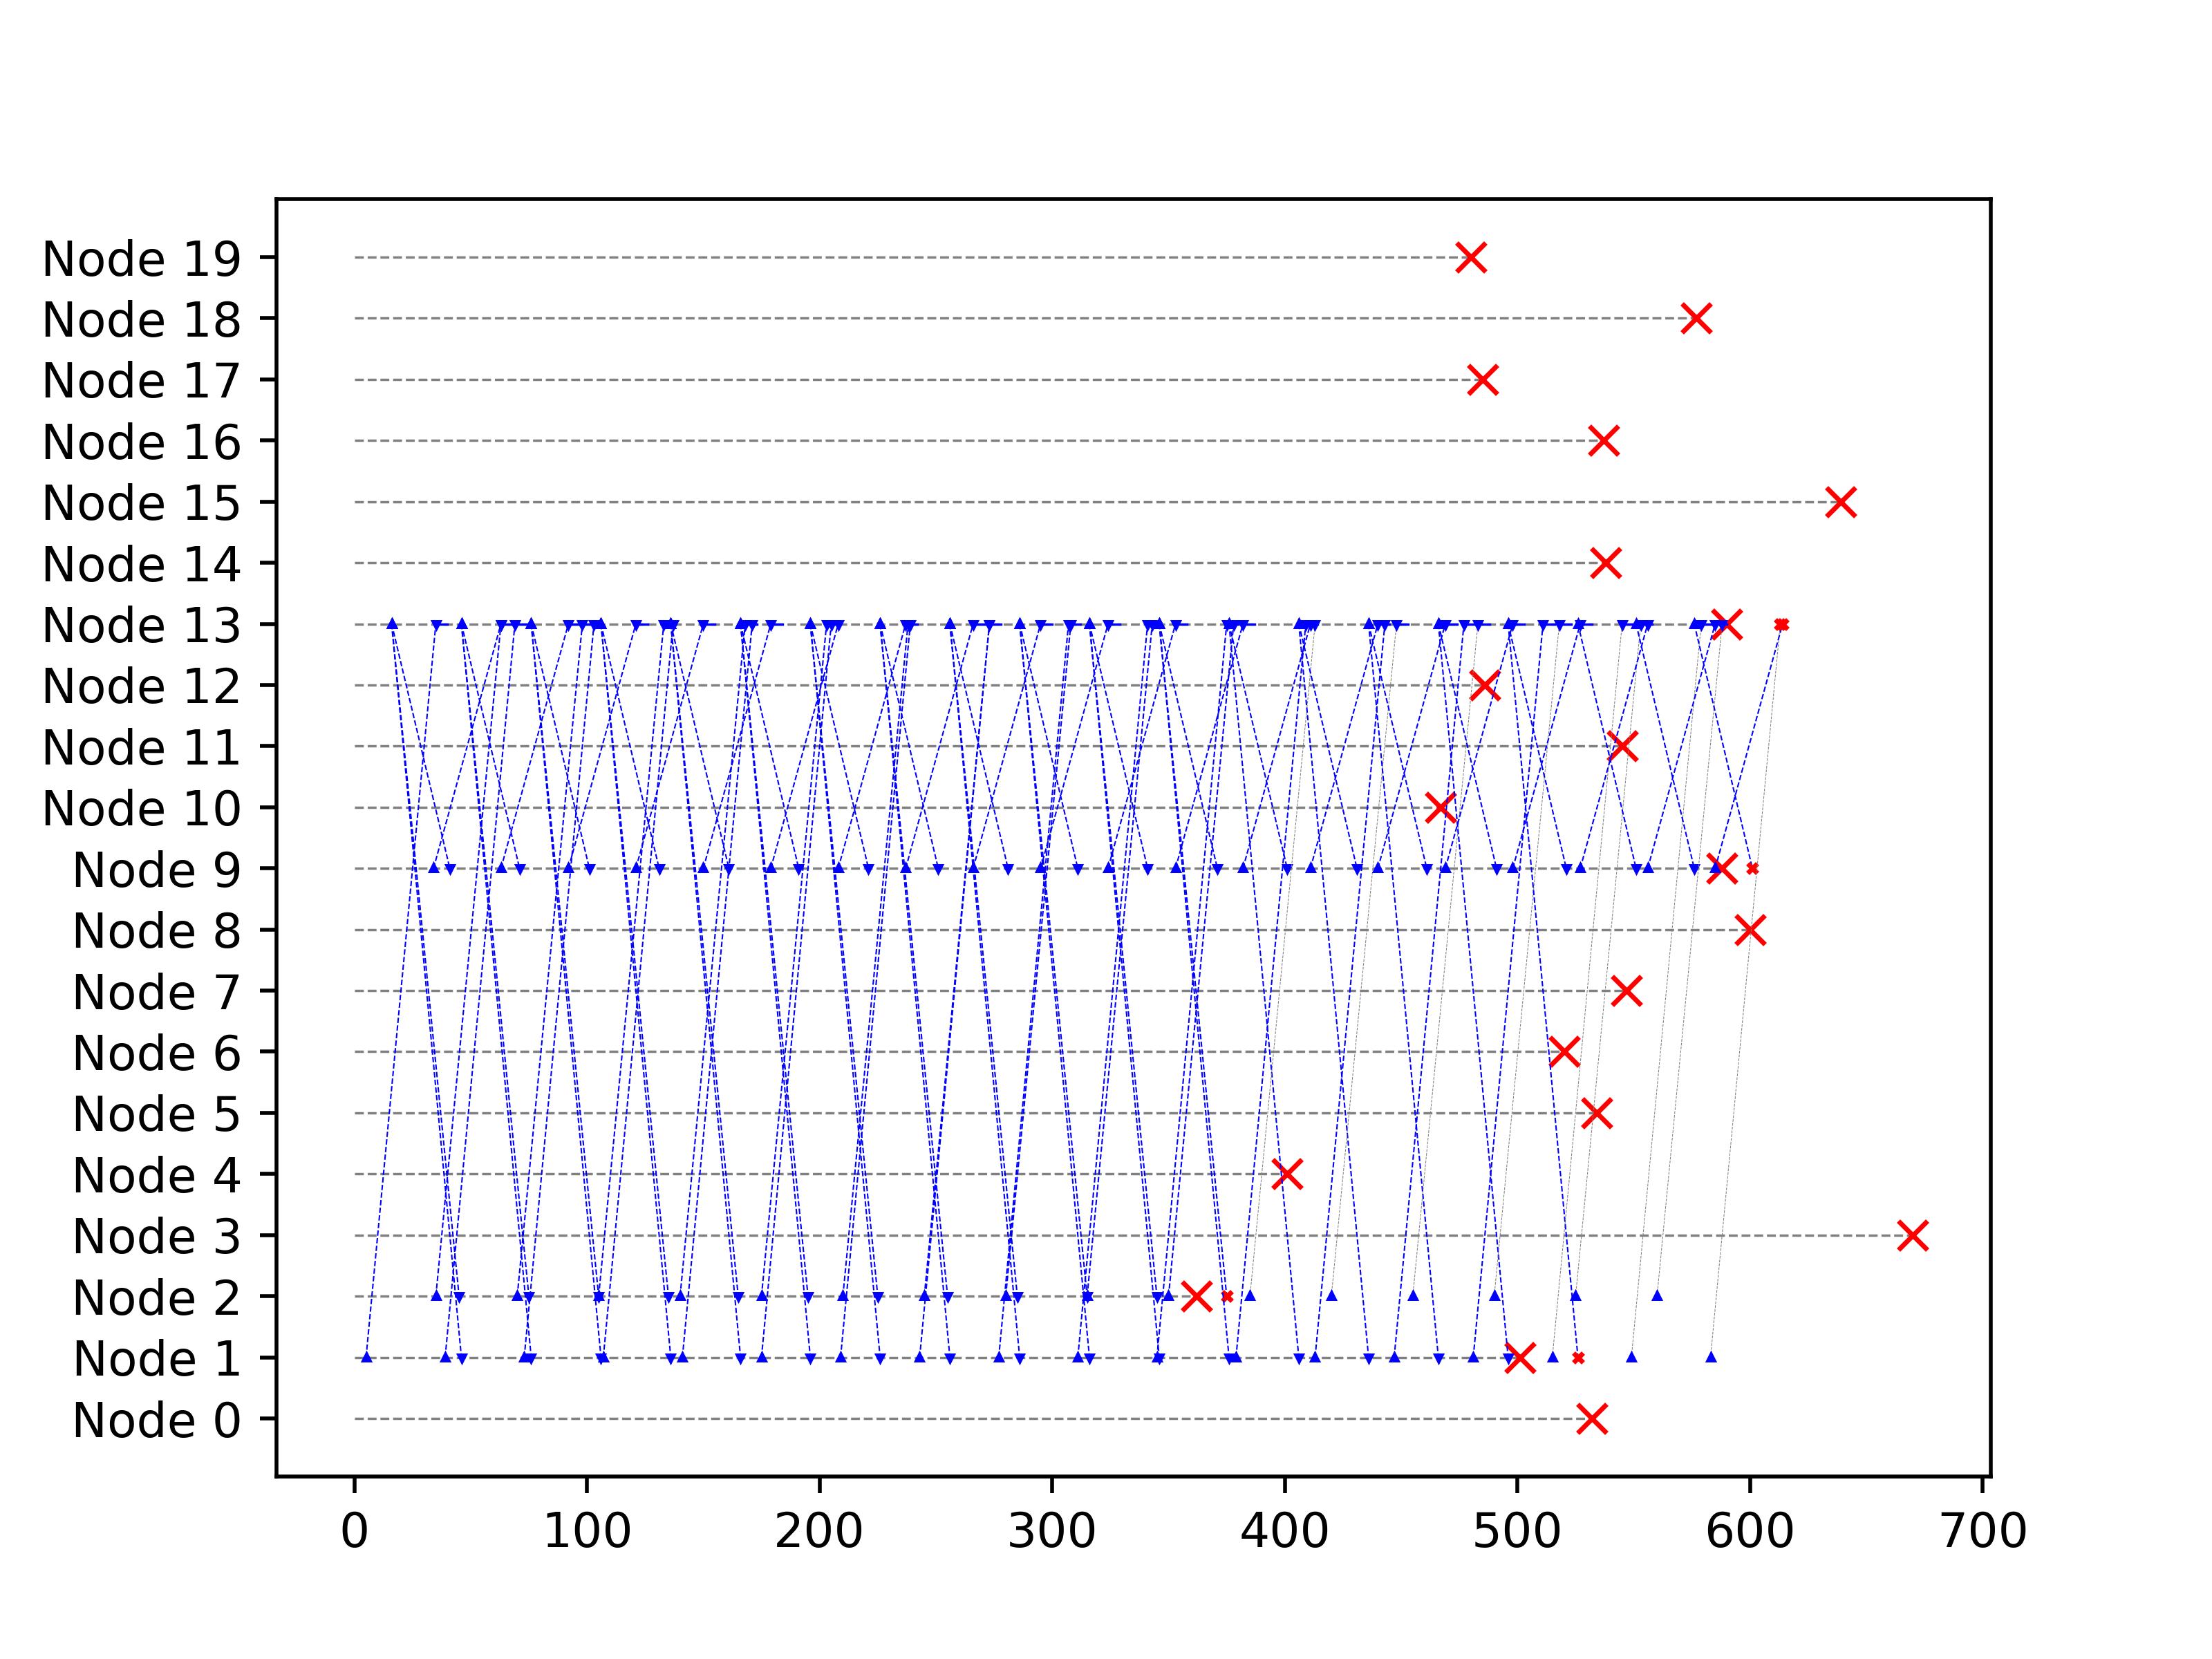 Node 19
Node 18
Node 17
Node 16
Node 15
Node 14
Node 13
Node 12
Node 11
Node 10
Node 9
Node 8
Node 7
Node 6
Node 5
Node 4
Node 3
Node 2
Node 1
Node 0
0 100 200 300 400 500 600 700